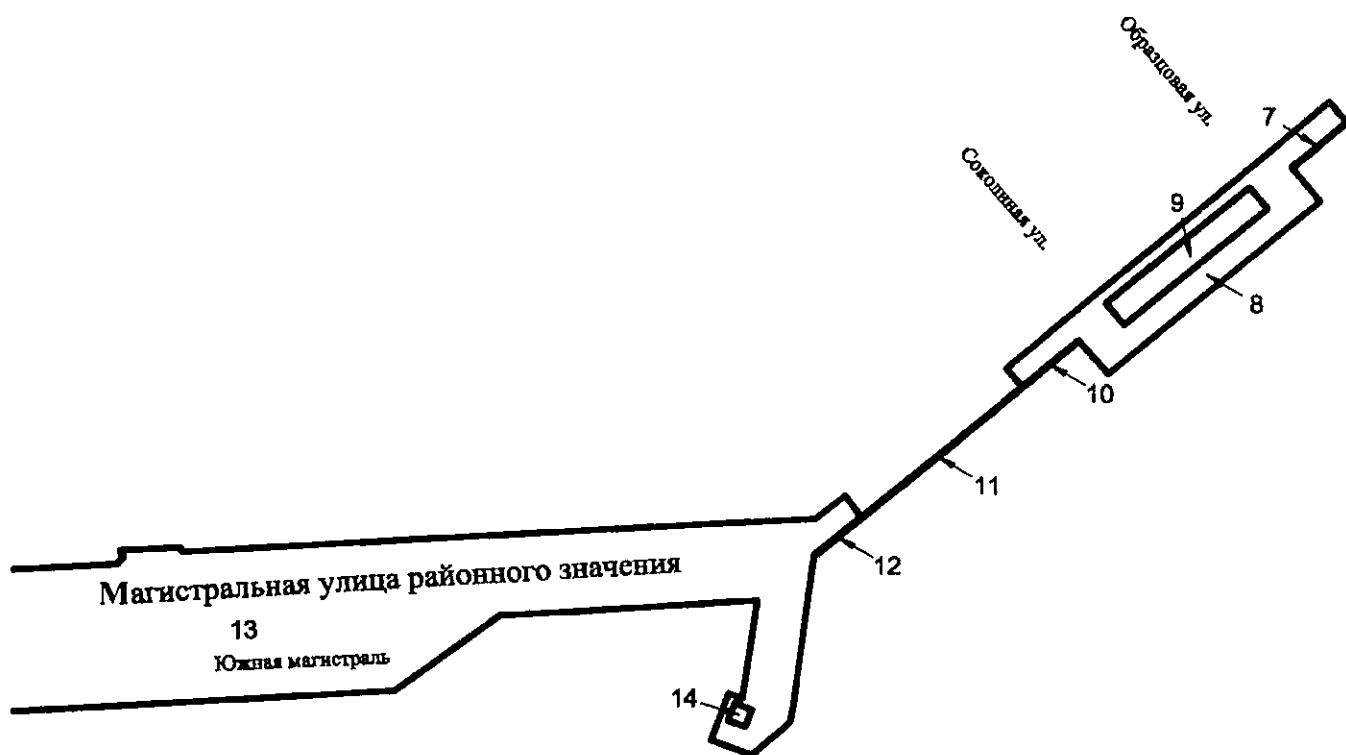 Образцовая ул.
7
Соколиная ул.
9
8
10
11
12
Магистральная улица районного значения
13
Южная магистраль
14